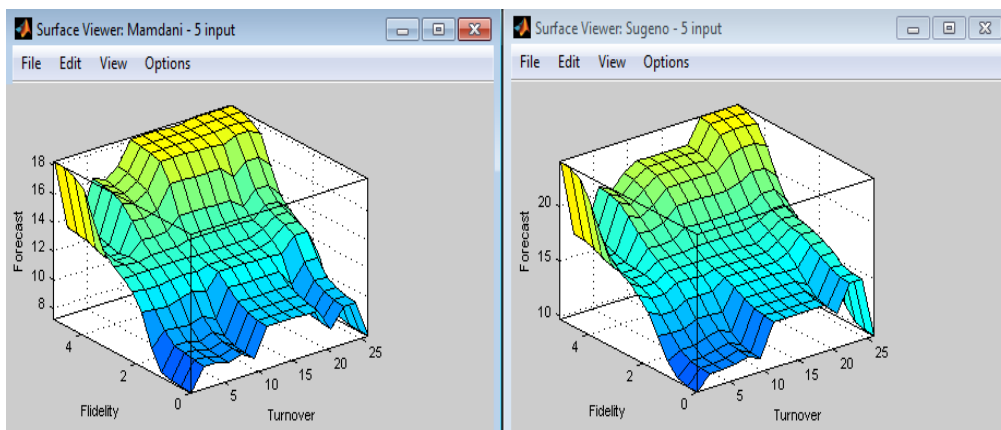 Surface Viewer: Mamdani - 5 input
File Edit View Options
18
16
14
12
10
8
Forecast
4
2
0
Flidelity
5
10
15
20
25
Turnover
Surface Viewer: Sugeno - 5 input
File Edit View Options
20
15
10
Forecast
4
2
0
Fidelity
5
10
15
20
25
Turnover